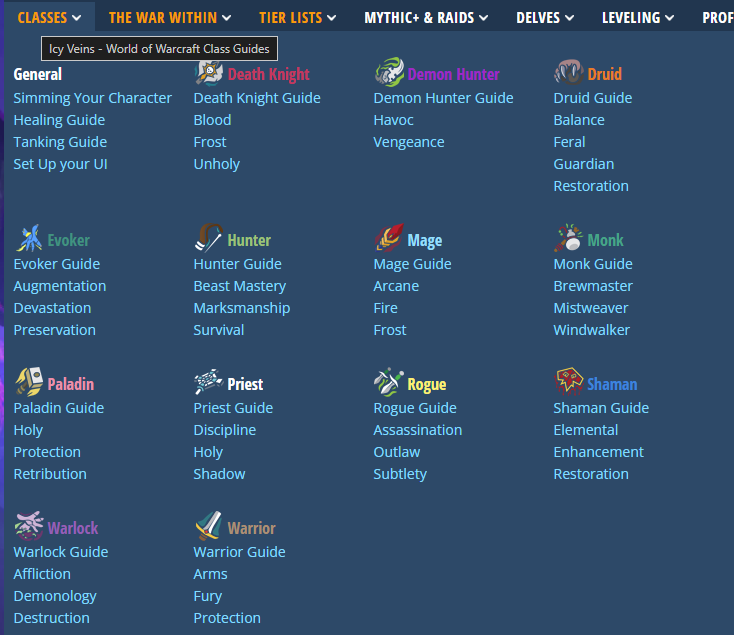 CLASSES THE WAR WITHIN TIER LISTS MYTHIC+ & RAIDS DELVES LEVELING PROF
Icy Veins - World of Warcraft Class Guides
General
Simming Your Character
Healing Guide
Tanking Guide
Set Up your UI
Death Knight
Death Knight Guide
Blood
Frost
Unholy
Demon Hunter
Demon Hunter Guide
Havoc
Vengeance
Druid
Druid Guide
Balance
Feral
Guardian
Restoration
Evoker
Evoker Guide
Augmentation
Devastation
Preservation
Hunter
Hunter Guide
Beast Mastery
Marksmanship
Survival
Mage
Mage Guide
Arcane
Fire
Frost
Monk
Monk Guide
Brewmaster
Mistweaver
Windwalker
Paladin
Paladin Guide
Holy
Protection
Retribution
Priest
Priest Guide
Discipline
Holy
Shadow
Rogue
Rogue Guide
Assassination
Outlaw
Subtlety
Shaman
Shaman Guide
Elemental
Enhancement
Restoration
Warlock
Warlock Guide
Affliction
Demonology
Destruction
Warrior
Warrior Guide
Arms
Fury
Protection